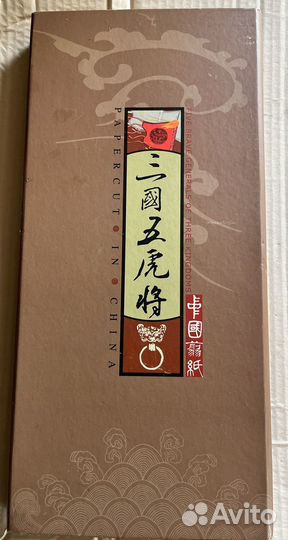 三國五虎將
中國剪紙
PAPERCUT • IN • CHINA
FIVE BRAVE GENERALS OF THREE KINGDOMS
Avito